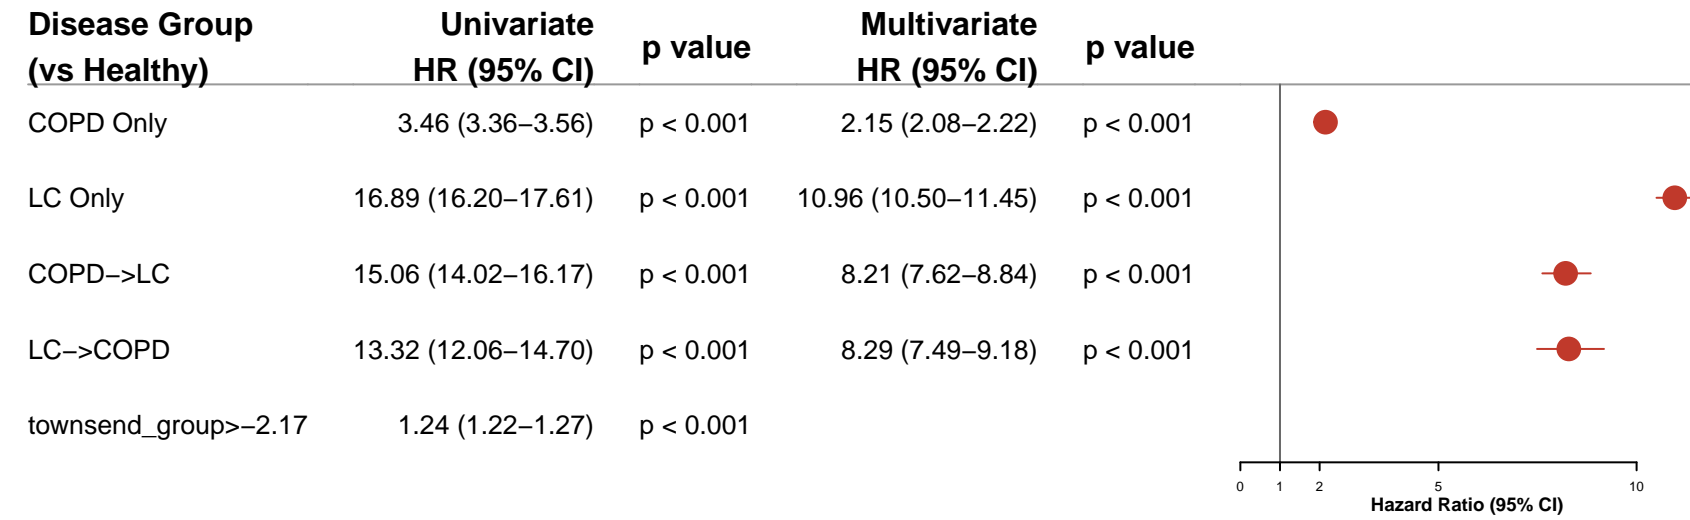 Disease Group Univariate Multivariate
(vs Healthy) HR (95% CI) p value HR (95% CI) p value
COPD Only 3.46 (3.36−3.56) p < 0.001 2.15 (2.08−2.22) p < 0.001
LC Only 16.89 (16.20−17.61) p < 0.001 10.96 (10.50−11.45) p < 0.001
COPD−>LC 15.06 (14.02−16.17) p < 0.001 8.21 (7.62−8.84) p < 0.001
LC−>COPD 13.32 (12.06−14.70) p < 0.001 8.29 (7.49−9.18) p < 0.001
townsend_group>−2.17 1.24 (1.22−1.27) p < 0.001
0 1 2 5 10
Hazard Ratio (95% CI)